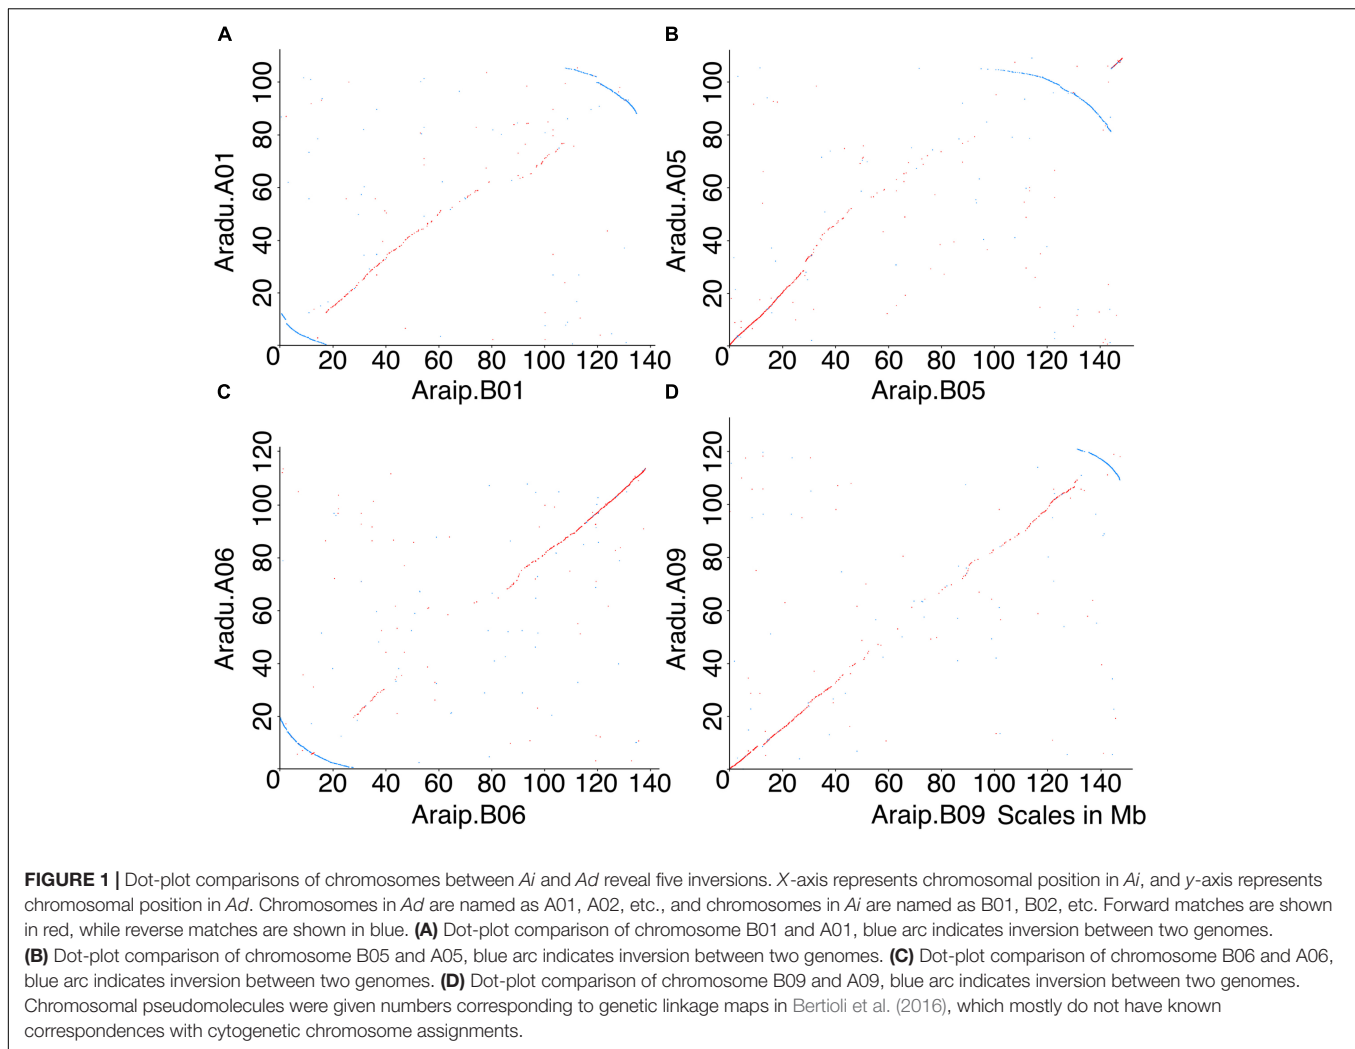 A
Aradu.A01
100
80
60
40
20
0 20 40 60 80 100 120 140
Araip.B01
B
Aradu.A05
100
80
60
40
20
0 20 40 60 80 100 120 140
Araip.B05
C
Aradu.A06
120
100
80
60
40
20
0 20 40 60 80 100 120 140
Araip.B06
D
Aradu.A09
120
100
80
60
40
20
0 20 40 60 80 100 120 140
Araip.B09 Scales in Mb
FIGURE 1 | Dot-plot comparisons of chromosomes between Ai and Ad reveal five inversions. X-axis represents chromosomal position in Ai, and y-axis represents
chromosomal position in Ad. Chromosomes in Ad are named as A01, A02, etc., and chromosomes in Ai are named as B01, B02, etc. Forward matches are shown
in red, while reverse matches are shown in blue. (A) Dot-plot comparison of chromosome B01 and A01, blue arc indicates inversion between two genomes.
(B) Dot-plot comparison of chromosome B05 and A05, blue arc indicates inversion between two genomes. (C) Dot-plot comparison of chromosome B06 and A06,
blue arc indicates inversion between two genomes. (D) Dot-plot comparison of chromosome B09 and A09, blue arc indicates inversion between two genomes.
Chromosomal pseudomolecules were given numbers corresponding to genetic linkage maps in Bertioli et al. (2016), which mostly do not have known
correspondences with cytogenetic chromosome assignments.